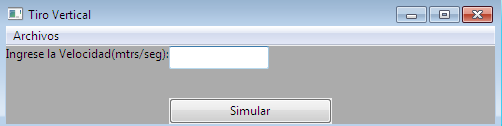 Tiro Vertical
Archivos
Ingrese la Velocidad(mtrs/seg):
Simular